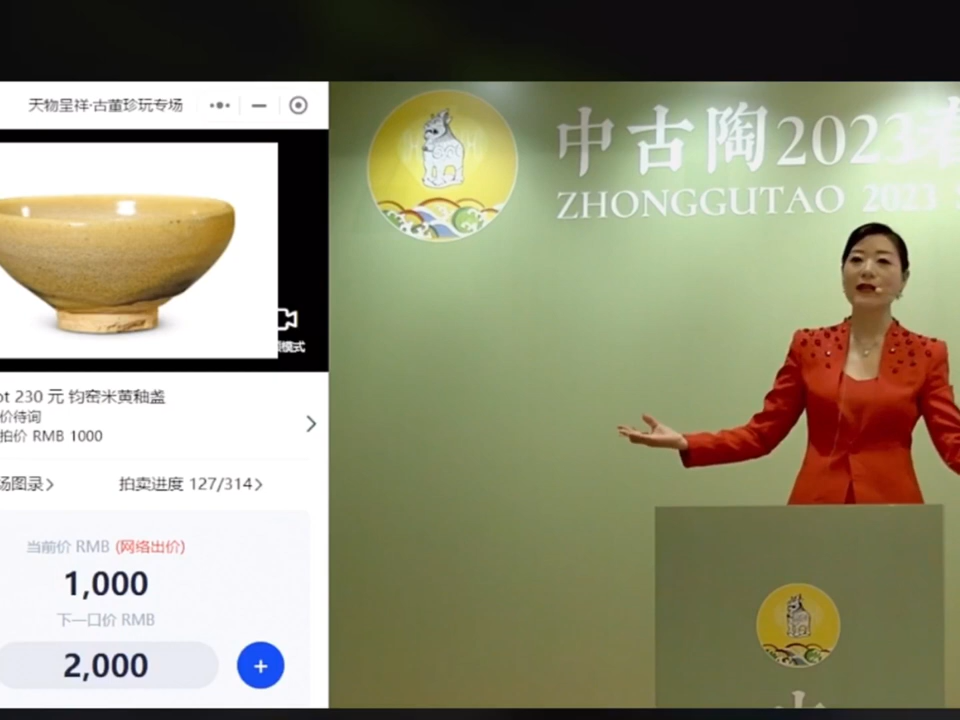 天物呈祥·古董珍玩专场
模式
ot 230 元 钧窑米黄釉盏
价待询
拍价 RMB 1000
场图录>
拍卖进度 127/314>
当前价 RMB (网络出价)
1,000
下一口价 RMB
2,000
+
中古陶2023春
ZHONGGUTAO 2023 S